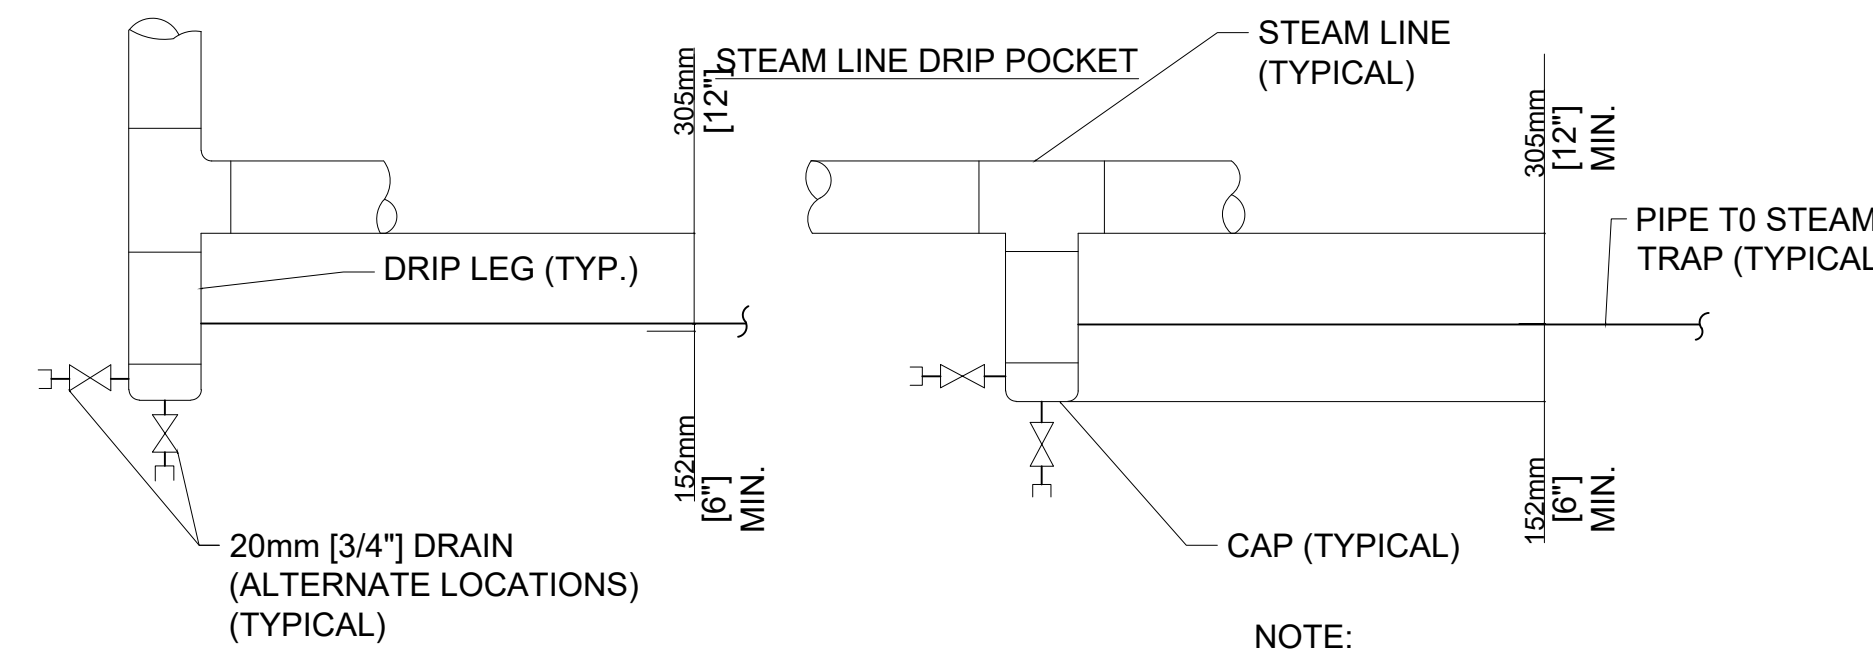 STEAM LINE DRIP POCKET
STEAM LINE
(TYPICAL)
305mm
[12"]
305mm
[12"]
MIN.
PIPE T0 STEAM
TRAP (TYPICAL
DRIP LEG (TYP.)
152mm
[6"]
MIN.
152mm
[6"]
MIN.
20mm [3/4"] DRAIN
(ALTERNATE LOCATIONS)
(TYPICAL)
CAP (TYPICAL)
NOTE: